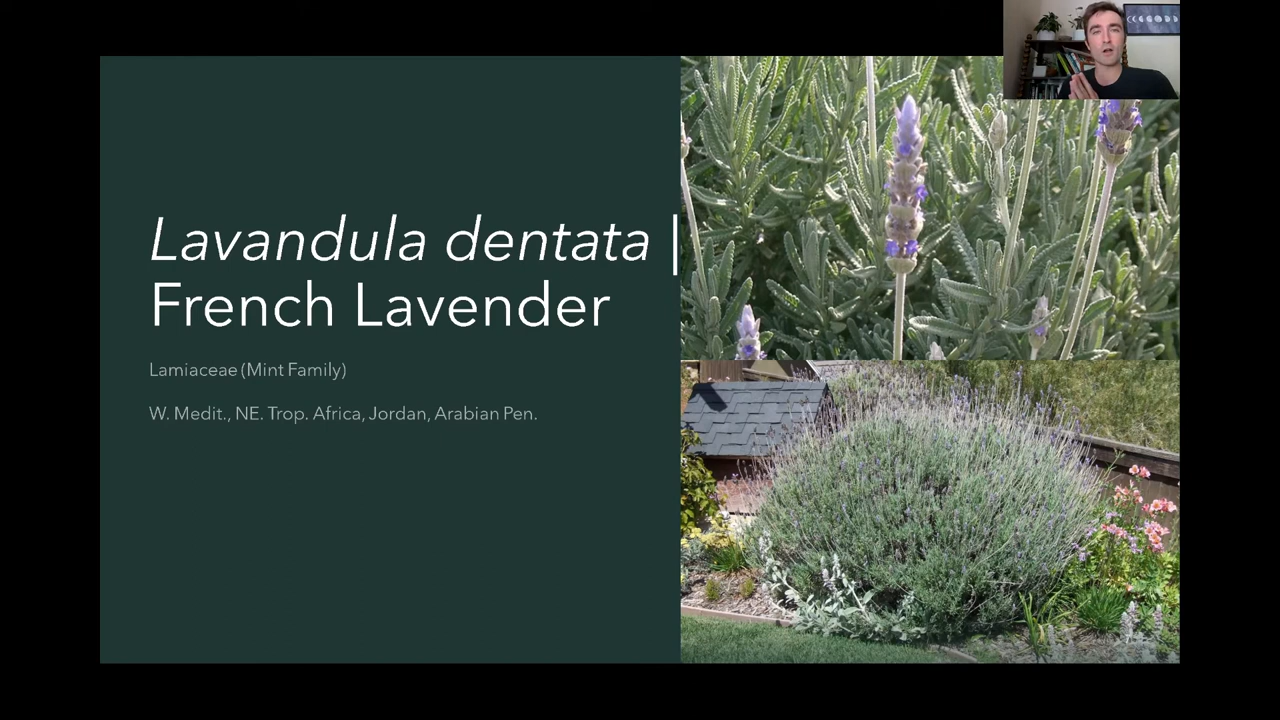 Lavandula dentata |
French Lavender
Lamiaceae (Mint Family)
W. Medit., NE. Trop. Africa, Jordan, Arabian Pen.